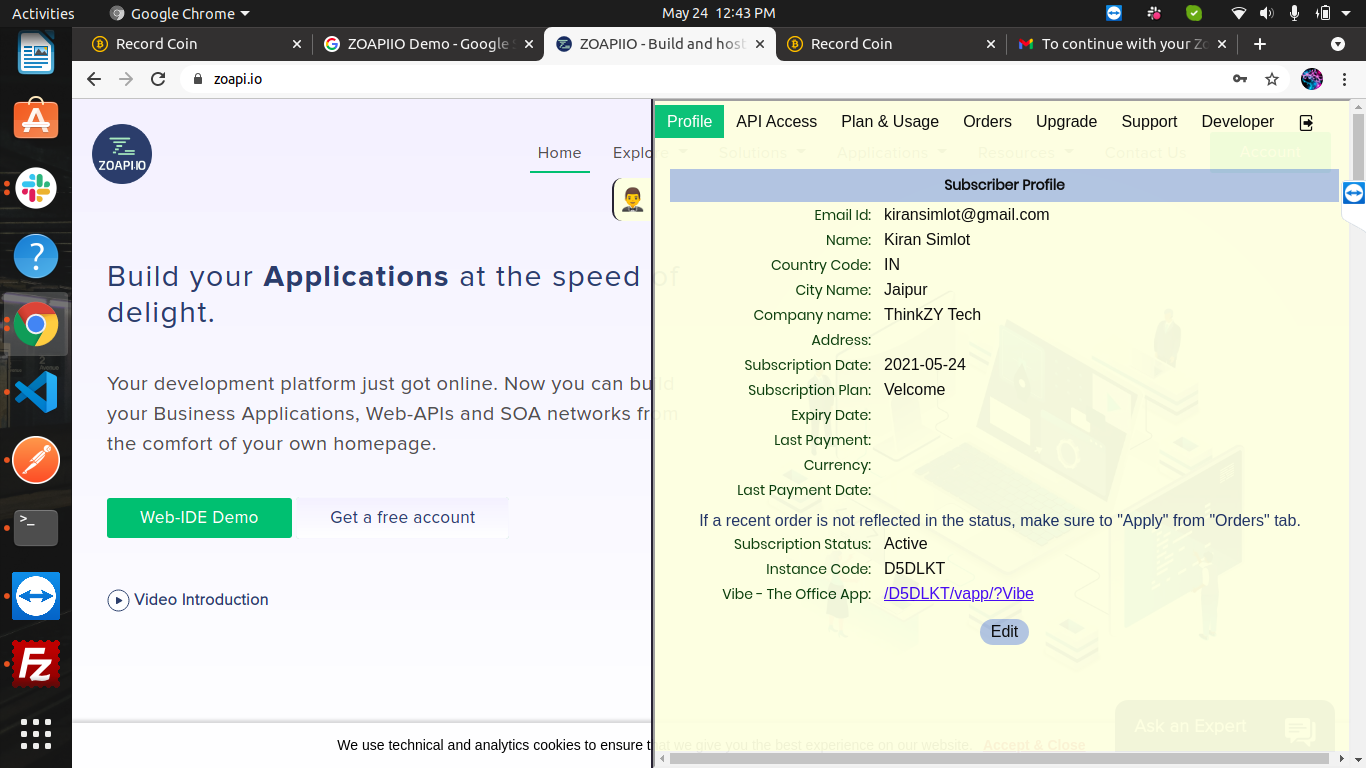 Activities
Google Chrome
May 24 12:43 PM
Record Coin
ZOAPIIO Demo - Google
ZOAPIIO - Build and host
Record Coin
To continue with your Zo
zoapi.io
ZOAPI.IO
Home
Explore
Solutions
Applications
Resources
Contact Us
Account
Profile
API Access
Plan & Usage
Orders
Upgrade
Support
Developer
Build your Applications at the speed of
delight.
Your development platform just got online. Now you can build
your Business Applications, Web-APIs and SOA networks from
the comfort of your own homepage.
Web-IDE Demo
Get a free account
Video Introduction
Subscriber Profile
Email Id: kiransimlot@gmail.com
Name: Kiran Simlot
Country Code: IN
City Name: Jaipur
Company name: ThinkZY Tech
Address:
Subscription Date: 2021-05-24
Subscription Plan: Velcome
Expiry Date:
Last Payment:
Currency:
Last Payment Date:
If a recent order is not reflected in the status, make sure to "Apply" from "Orders" tab.
Subscription Status: Active
Instance Code: D5DLKT
Vibe - The Office App: /D5DLKT/vapp/?Vibe
Edit
Ask an Expert
We use technical and analytics cookies to ensure that we give you the best experience on our website. Accept & Close